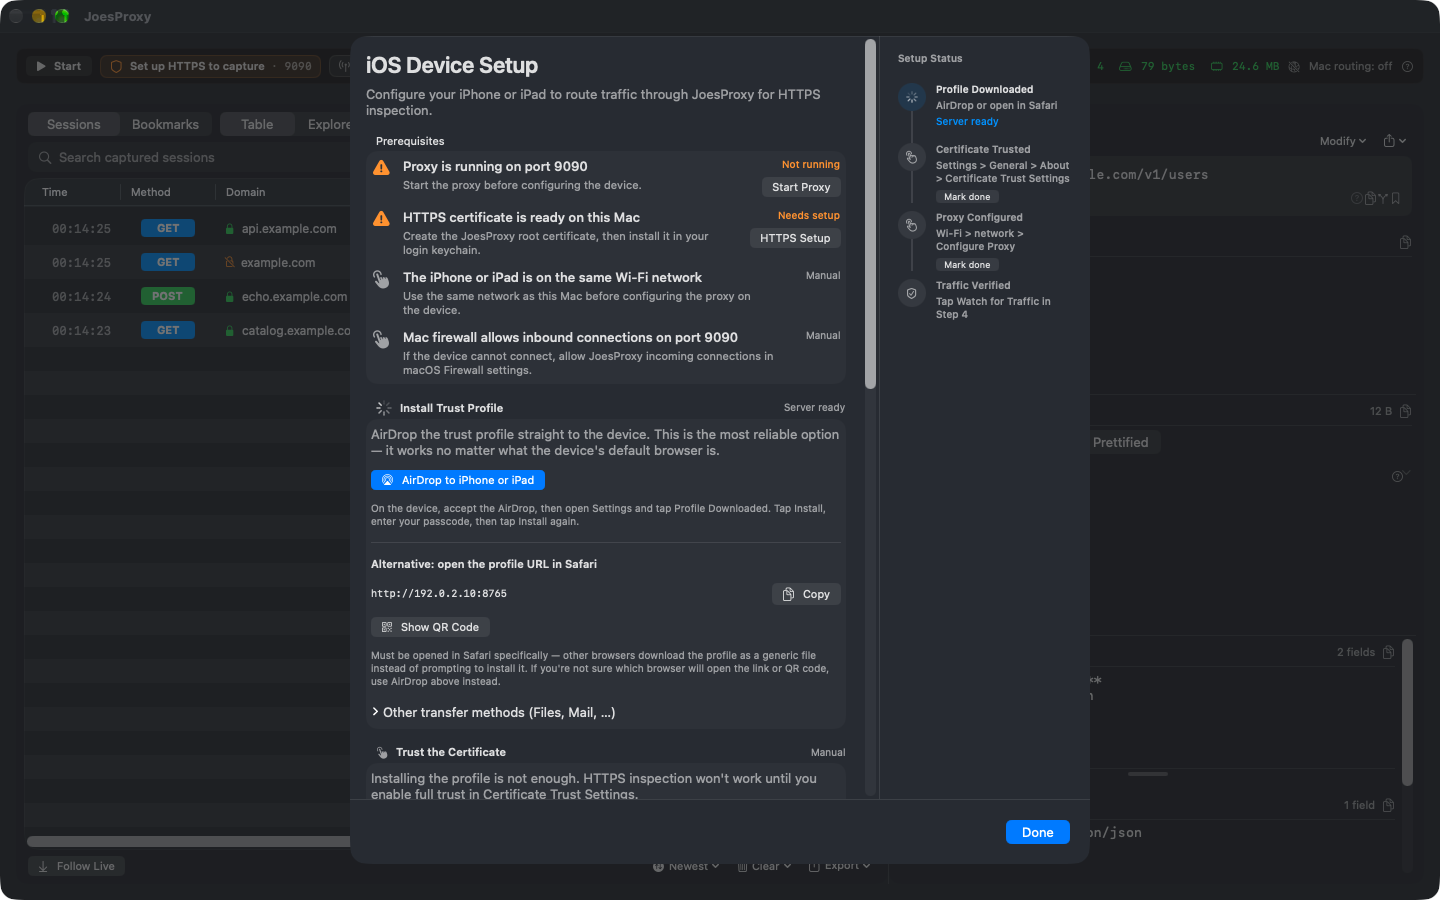 JoesProxy
Start
Set up HTTPS to capture · 9090
4
79 bytes
24.6 MB
Mac routing: off
Sessions
Bookmarks
Table
Explore
Search captured sessions
Time
Method
Domain
00:14:25
GET
api.example.com
00:14:25
GET
example.com
00:14:24
POST
echo.example.com
00:14:23
GET
catalog.example.co
Follow Live
iOS Device Setup
Configure your iPhone or iPad to route traffic through JoesProxy for HTTPS
inspection.
Prerequisites
Proxy is running on port 9090
Not running
Start the proxy before configuring the device.
Start Proxy
HTTPS certificate is ready on this Mac
Needs setup
Create the JoesProxy root certificate, then install it in your
login keychain.
HTTPS Setup
The iPhone or iPad is on the same Wi-Fi network
Manual
Use the same network as this Mac before configuring the proxy on
the device.
Mac firewall allows inbound connections on port 9090
Manual
If the device cannot connect, allow JoesProxy incoming connections in
macOS Firewall settings.
Install Trust Profile
Server ready
AirDrop the trust profile straight to the device. This is the most reliable option
— it works no matter what the device's default browser is.
AirDrop to iPhone or iPad
On the device, accept the AirDrop, then open Settings and tap Profile Downloaded. Tap Install,
enter your passcode, then tap Install again.
Alternative: open the profile URL in Safari
http://192.0.2.10:8765
Copy
Show QR Code
Must be opened in Safari specifically — other browsers download the profile as a generic file
instead of prompting to install it. If you're not sure which browser will open the link or QR code,
use AirDrop above instead.
Other transfer methods (Files, Mail, ...)
Trust the Certificate
Manual
Installing the profile is not enough. HTTPS inspection won't work until you
enable full trust in Certificate Trust Settings.
Setup Status
Profile Downloaded
AirDrop or open in Safari
Server ready
Certificate Trusted
Settings > General > About
> Certificate Trust Settings
Mark done
Proxy Configured
Wi-Fi > network >
Configure Proxy
Mark done
Traffic Verified
Tap Watch for Traffic in
Step 4
Done
Newest
Clear
Export
Modify
le.com/v1/users
12 B
Prettified
2 fields
**
1 field
on/json